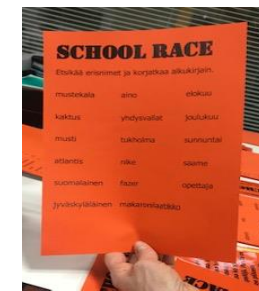 SCHOOL RACE
Etsikää erisnimet ja korjatkaa alkukirjain.
mustekala aino elokuu
kaktus yhdysvallat joulukuu
musti tukholma sunnuntai
atlantis nike saame
suomalainen fazer opettaja
jyväskyläläinen makaronilaatikko